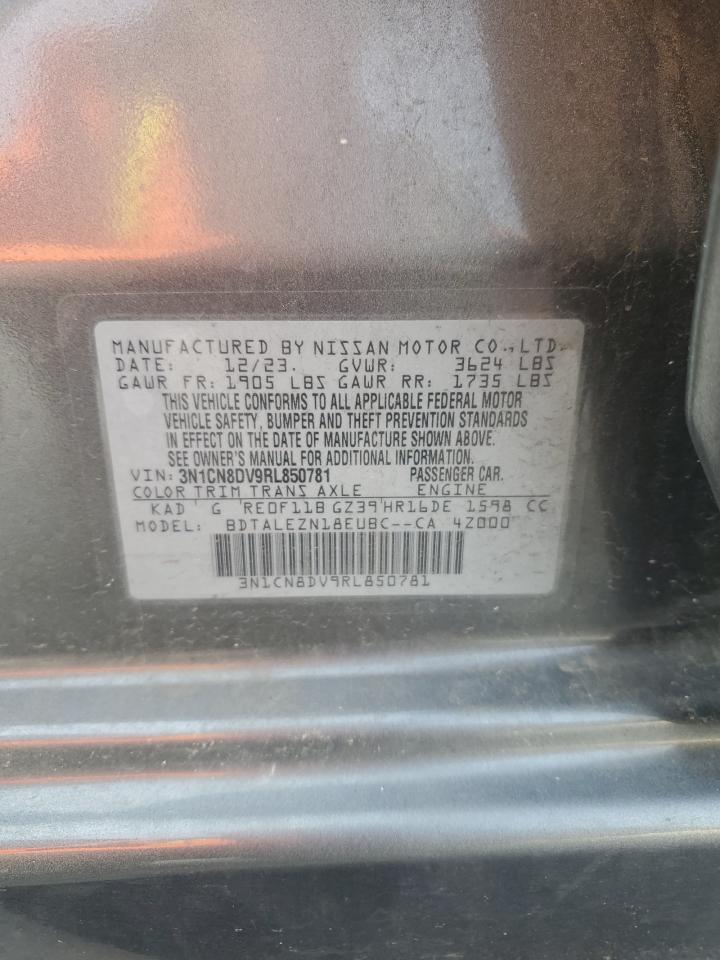 MANUFACTURED BY NISSAN MOTOR CO., LTD.
DATE: 12/23. GVWR: 3624 LBS
GAWR FR: 1905 LBS GAWR RR: 1735 LBS
THIS VEHICLE CONFORMS TO ALL APPLICABLE FEDERAL MOTOR
VEHICLE SAFETY, BUMPER AND THEFT PREVENTION STANDARDS
IN EFFECT ON THE DATE OF MANUFACTURE SHOWN ABOVE.
SEE OWNER'S MANUAL FOR ADDITIONAL INFORMATION.
VIN: 3N1CN8DV9RL850781 PASSENGER CAR.
COLOR TRIM TRANS AXLE ENGINE
KAD G RE0F11B GZ39 HR16DE 1598 CC
MODEL: BDTALEZN18EUBC--CA 4Z000
3N1CN8DV9RL850781